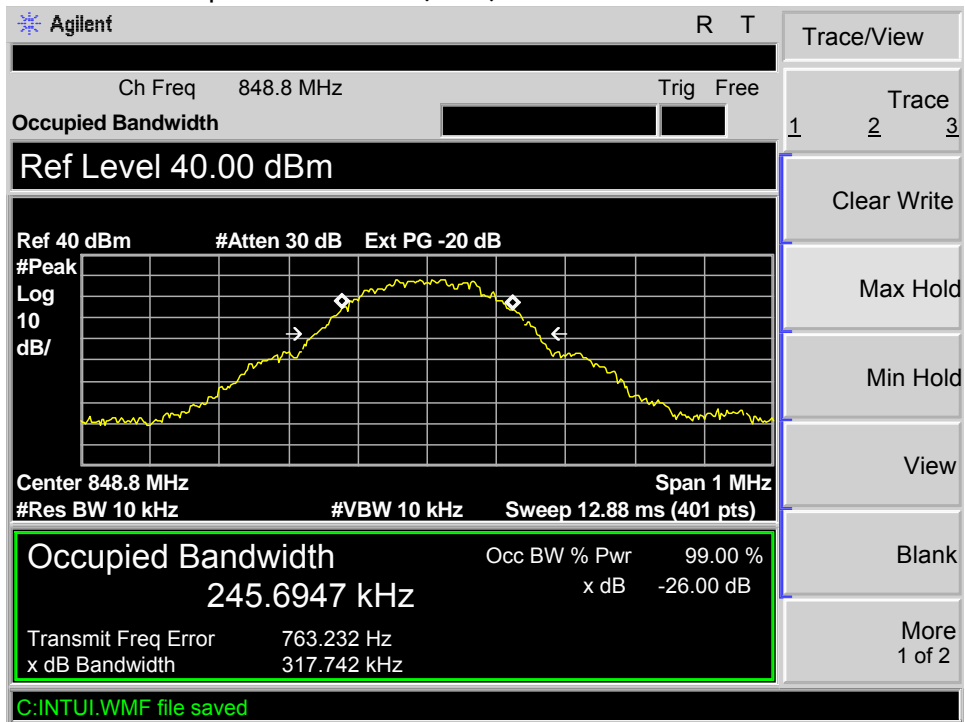 Agilent
R T
Ch Freq 848.8 MHz Trig Free
Occupied Bandwidth
Ref Level 40.00 dBm
Ref 40 dBm #Atten 30 dB Ext PG -20 dB
#Peak
Log
10
dB/
Center 848.8 MHz Span 1 MHz
#Res BW 10 kHz #VBW 10 kHz Sweep 12.88 ms (401 pts)
Occupied Bandwidth
245.6947 kHz
Occ BW % Pwr 99.00 %
x dB -26.00 dB
Transmit Freq Error 763.232 Hz
x dB Bandwidth 317.742 kHz
C:INTUI.WMF file saved
Trace/View
Trace
1 2 3
Clear Write
Max Hold
Min Hold
View
Blank
More
1 of 2